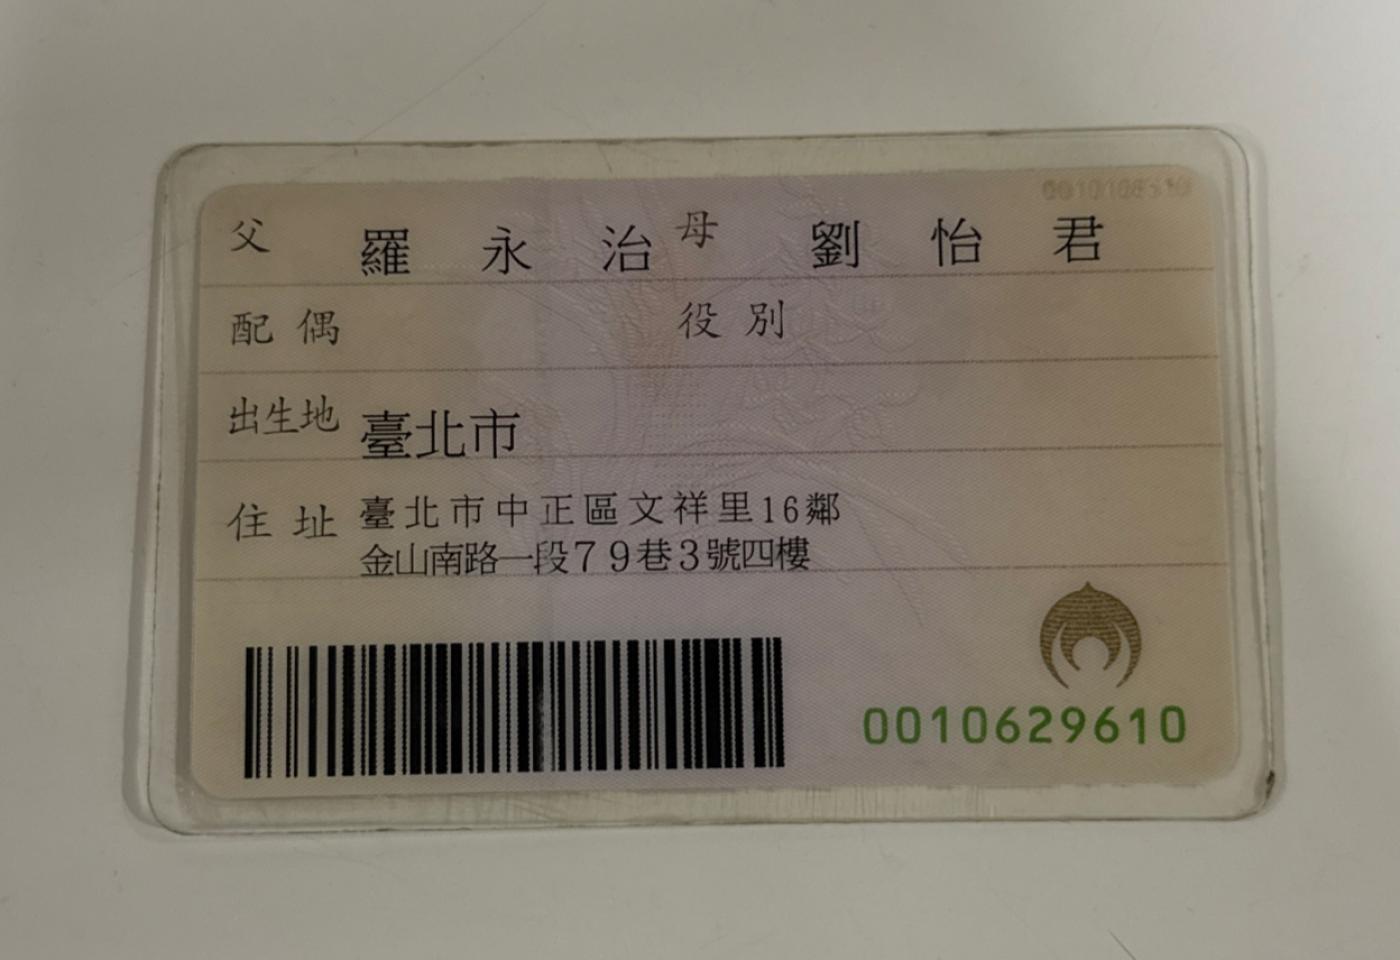 父 羅永治 母 劉怡君
配偶 役別
出生地 臺北市
住址 臺北市中正區文祥里16鄰
金山南路一段79巷3號四樓
0010629610